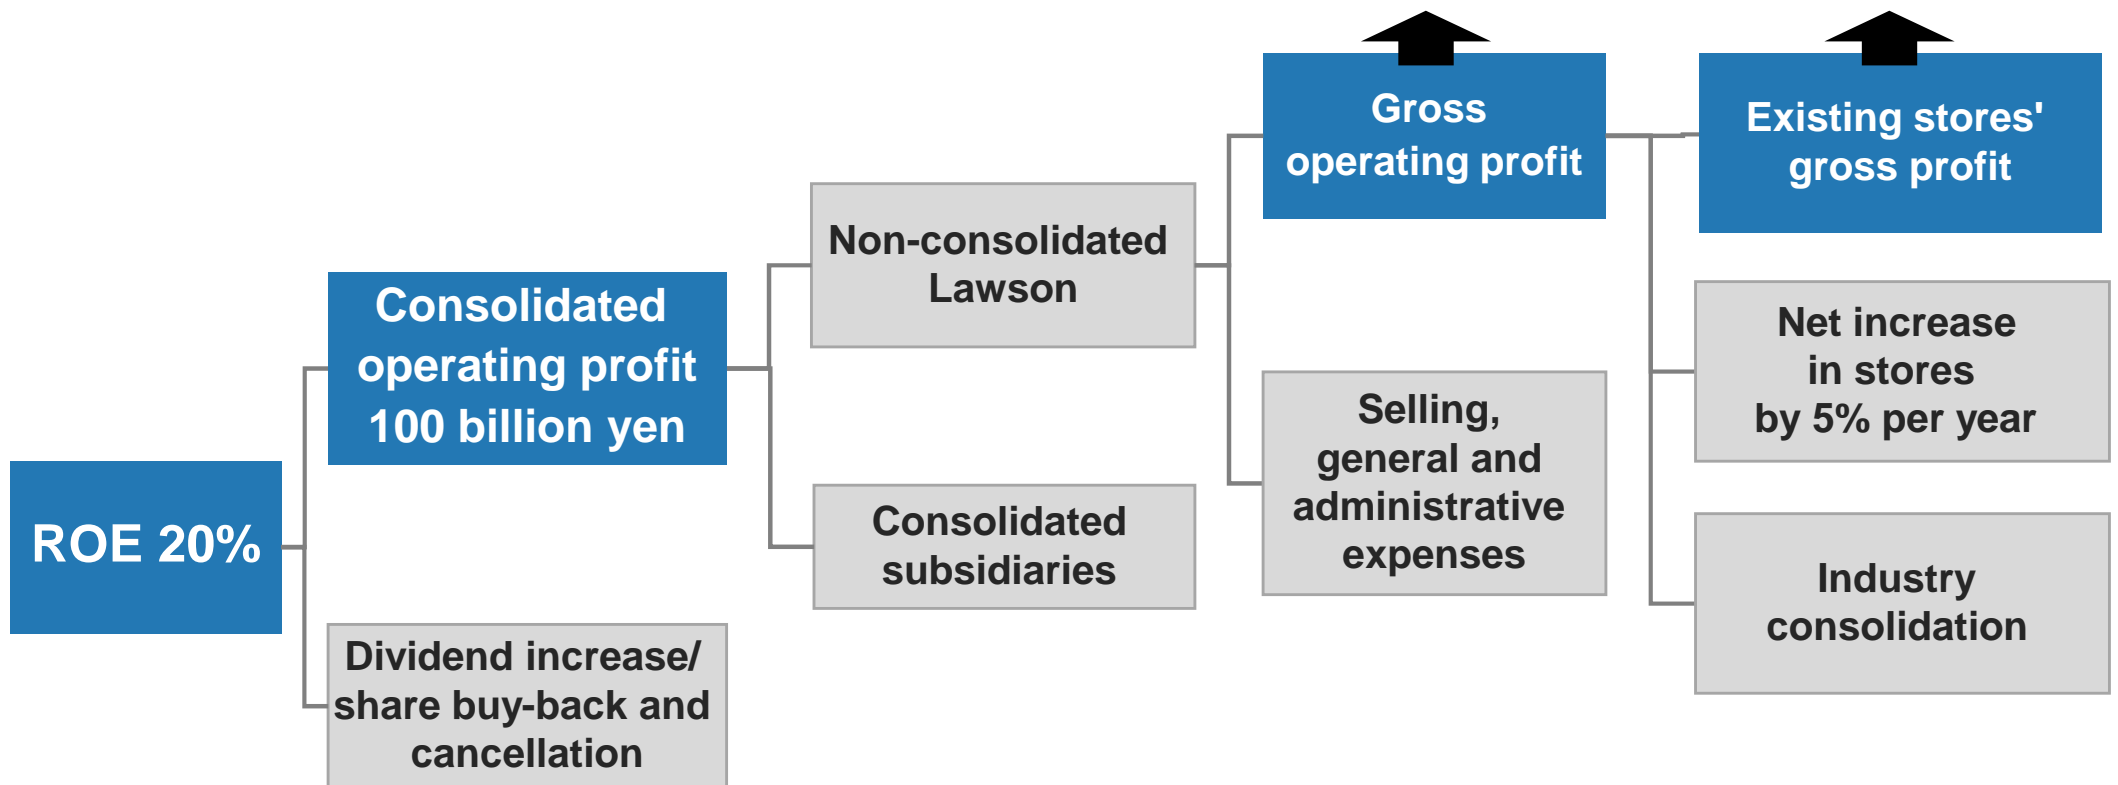 ROE 20%
Consolidated
operating profit
100 billion yen
Dividend increase/
share buy-back and
cancellation
Non-consolidated
Lawson
Consolidated
subsidiaries
Gross
operating profit
Selling,
general and
administrative
expenses
Existing stores'
gross profit
Net increase
in stores
by 5% per year
Industry
consolidation